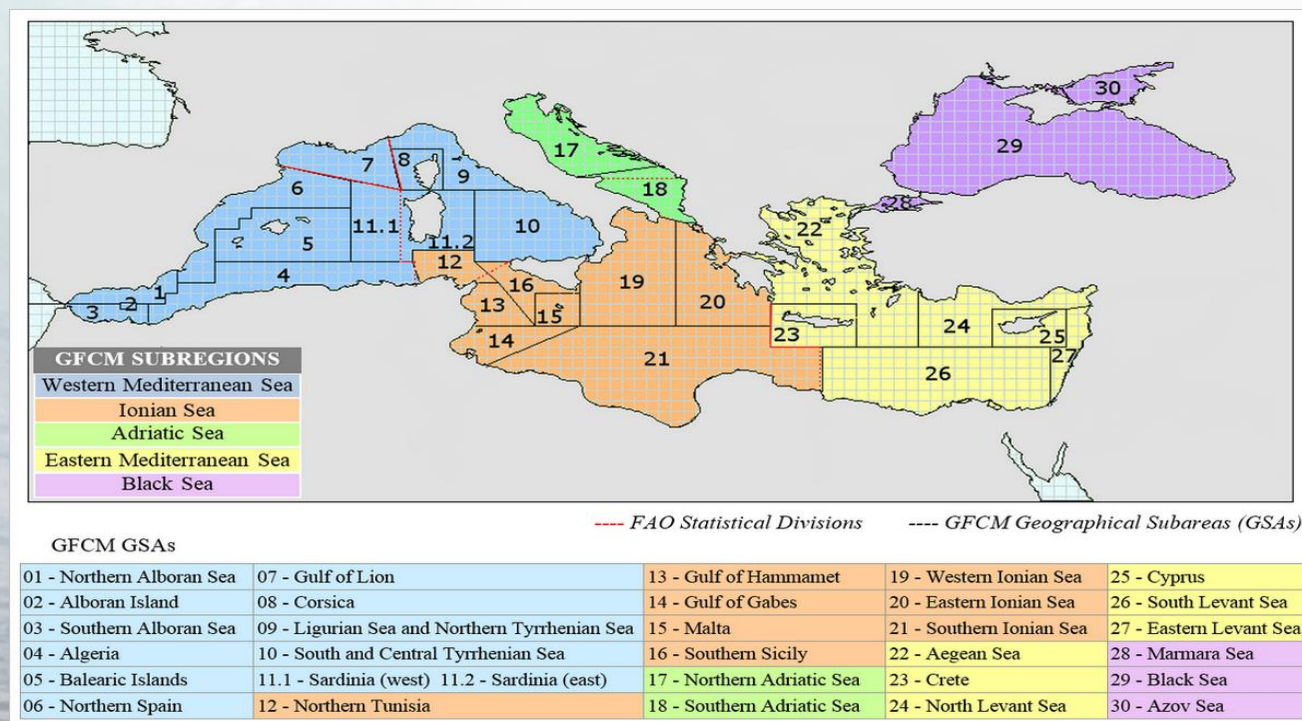 30
29
28
17
18
7
8
9
6
10
11.1
11.2
5
4
12
1
2
3
16
13
15
14
19
20
21
22
23
24
25
27
26
GFCM SUBREGIONS
Western Mediterranean Sea
Ionian Sea
Adriatic Sea
Eastern Mediterranean Sea
Black Sea
---- FAO Statistical Divisions ---- GFCM Geographical Subareas (GSAs)
GFCM GSAs
01 - Northern Alboran Sea 07 - Gulf of Lion 13 - Gulf of Hammamet 19 - Western Ionian Sea 25 - Cyprus
02 - Alboran Island 08 - Corsica 14 - Gulf of Gabes 20 - Eastern Ionian Sea 26 - South Levant Sea
03 - Southern Alboran Sea 09 - Ligurian Sea and Northern Tyrrhenian Sea 15 - Malta 21 - Southern Ionian Sea 27 - Eastern Levant Sea
04 - Algeria 10 - South and Central Tyrrhenian Sea 16 - Southern Sicily 22 - Aegean Sea 28 - Marmara Sea
05 - Balearic Islands 11.1 - Sardinia (west) 11.2 - Sardinia (east) 17 - Northern Adriatic Sea 23 - Crete 29 - Black Sea
06 - Northern Spain 12 - Northern Tunisia 18 - Southern Adriatic Sea 24 - North Levant Sea 30 - Azov Sea